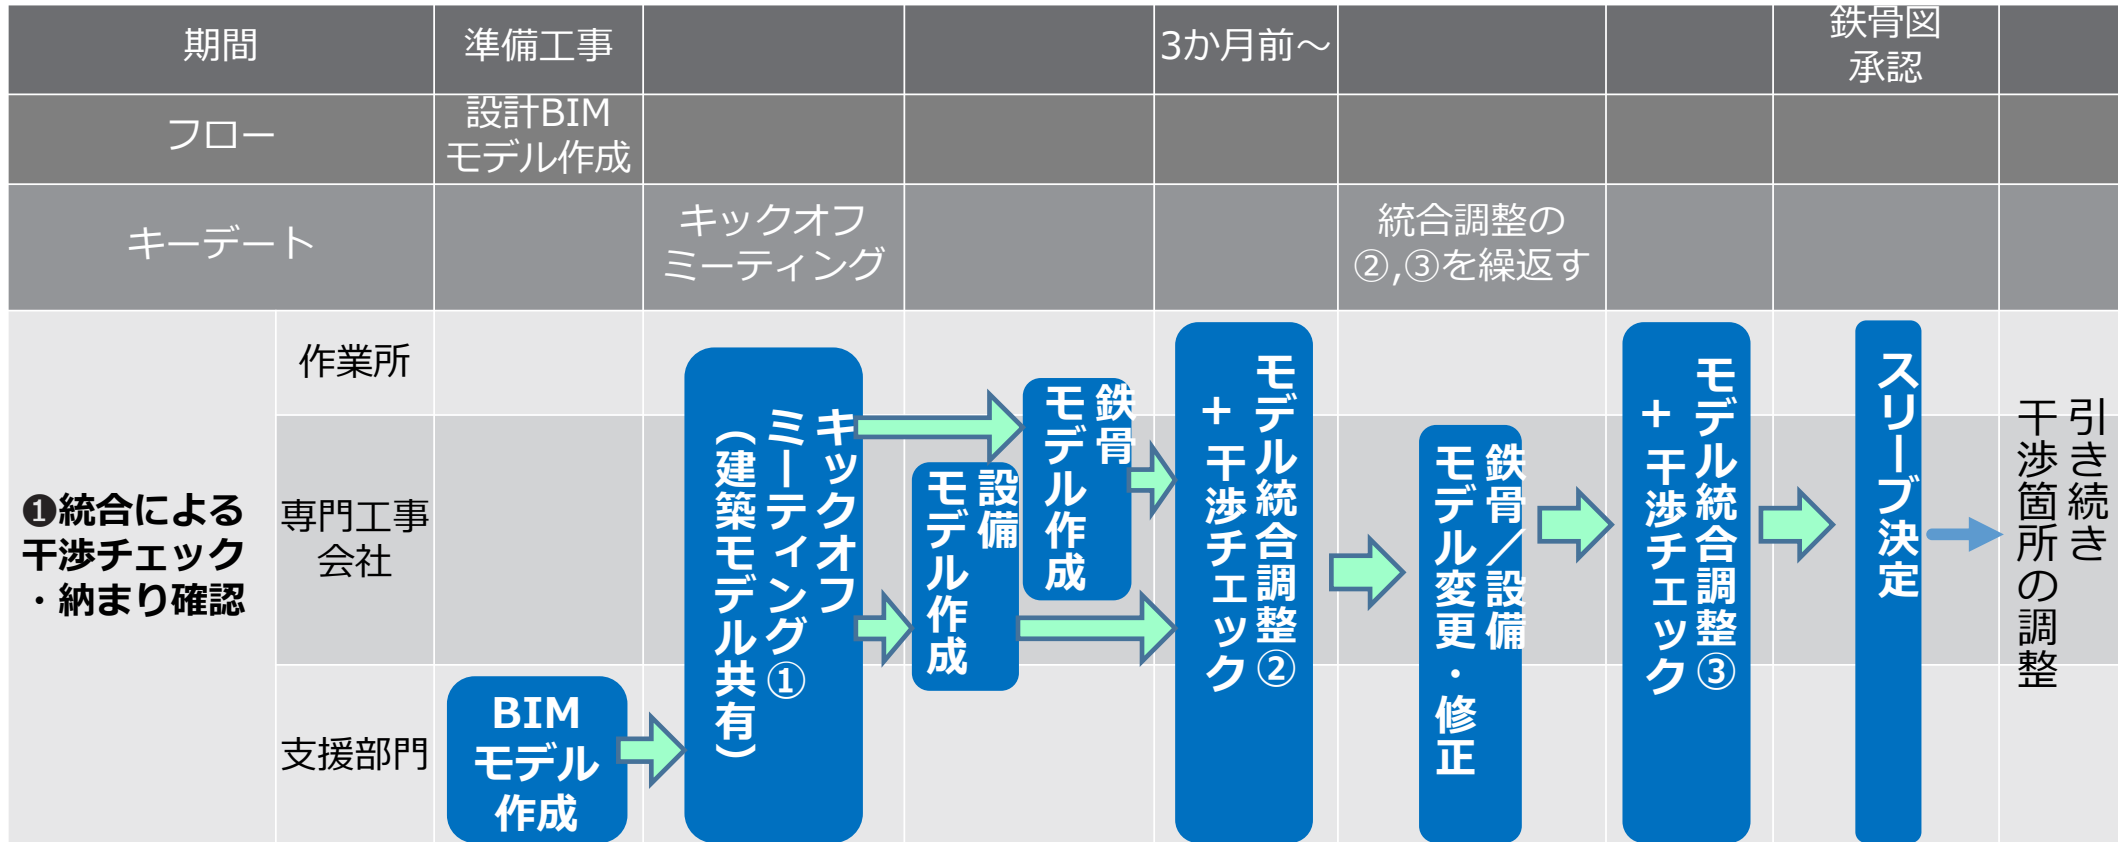 期間
準備工事
3か月前～
鉄骨図
承認
フロー
設計BIM
モデル作成
キーデート
キックオフ
ミーティング
統合調整の
②,③を繰返す
❶統合による
干渉チェック
・納まり確認
作業所
専門工事
会社
支援部門
BIM
モデル
作成
キックオフ
ミーティング①
（建築モデル共有）
設備
モデル作成
鉄骨
モデル作成
モデル統合調整②
+ 干渉チェック
鉄骨／設備
モデル変更・修正
モデル統合調整③
+ 干渉チェック
スリーブ決定
引き続き
干渉箇所の調整